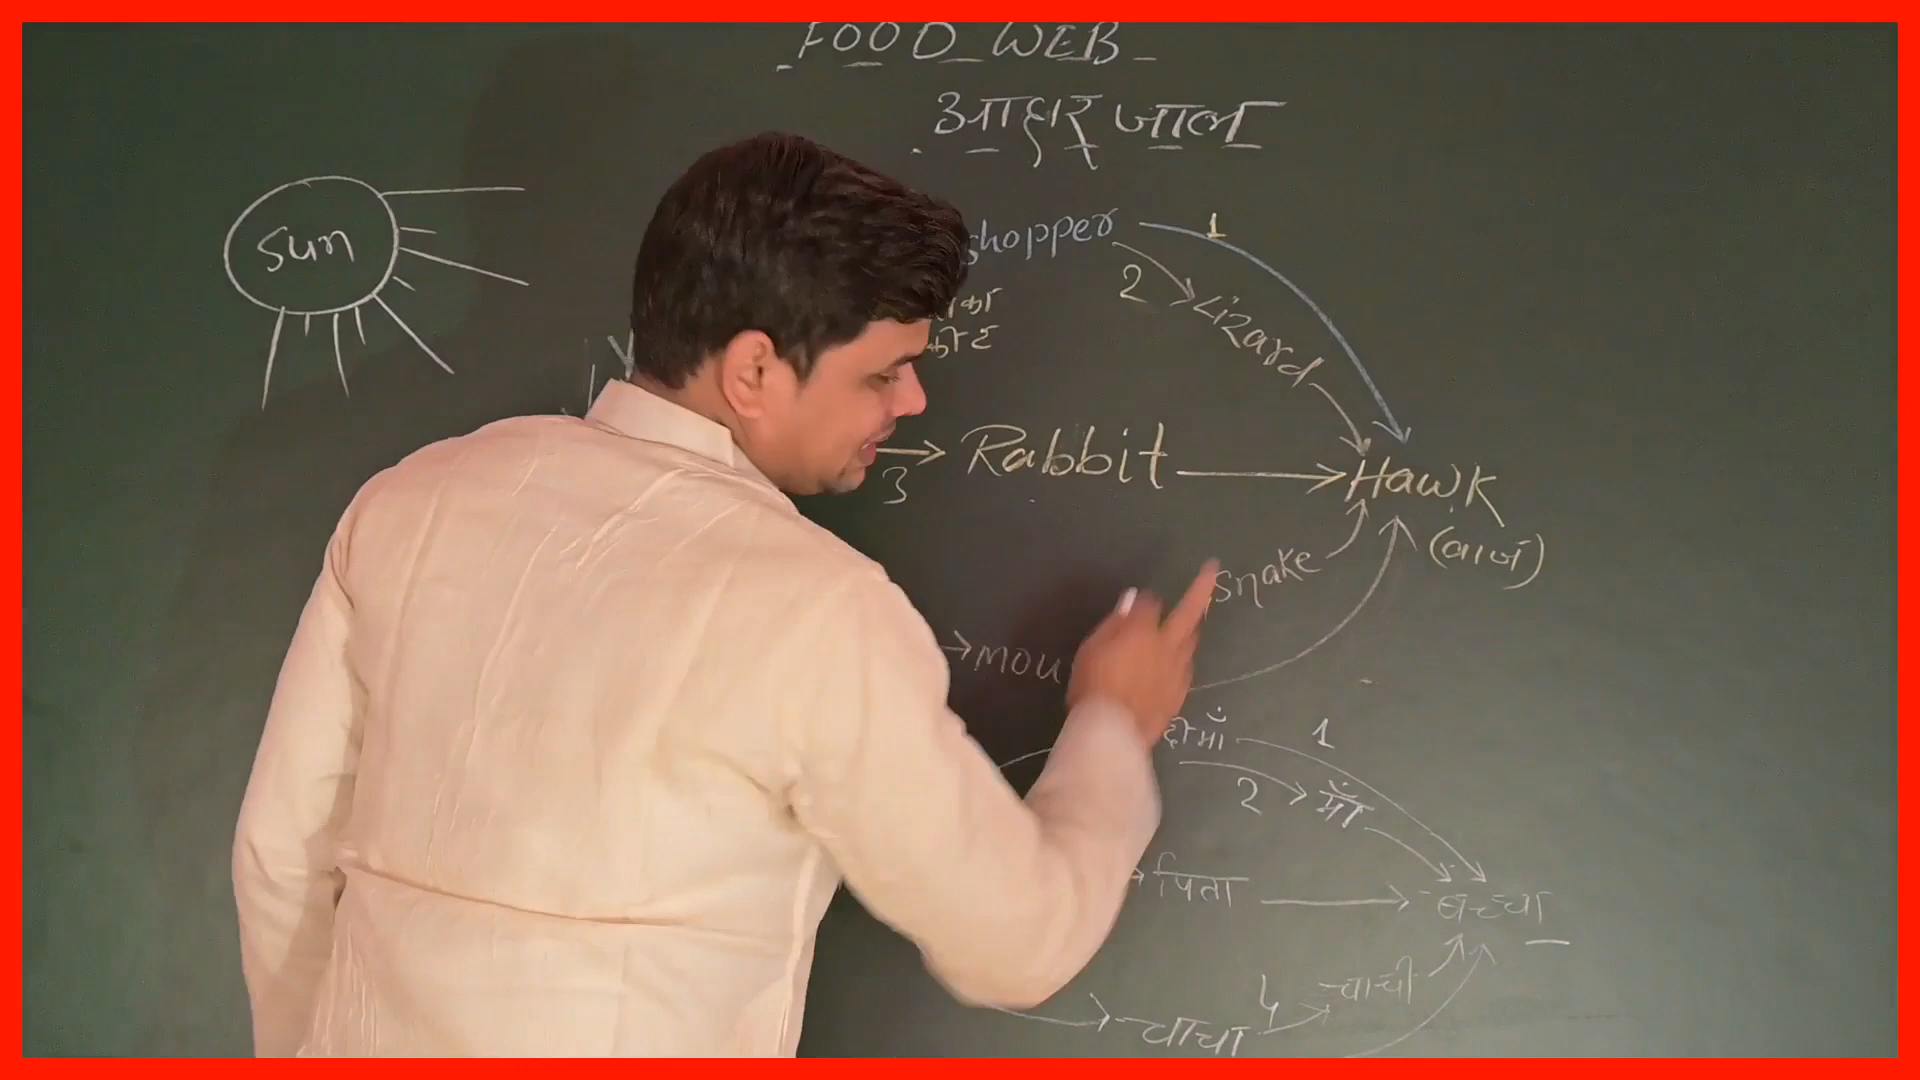 FOOD WEB
आहार जाल
Sun
shopper
1
2
Lizard
3
Rabbit
Hawk
(बाज)
Snake
mou
माँ
1
2
माँ
पिता
बच्चा
चाची
4
चाचा